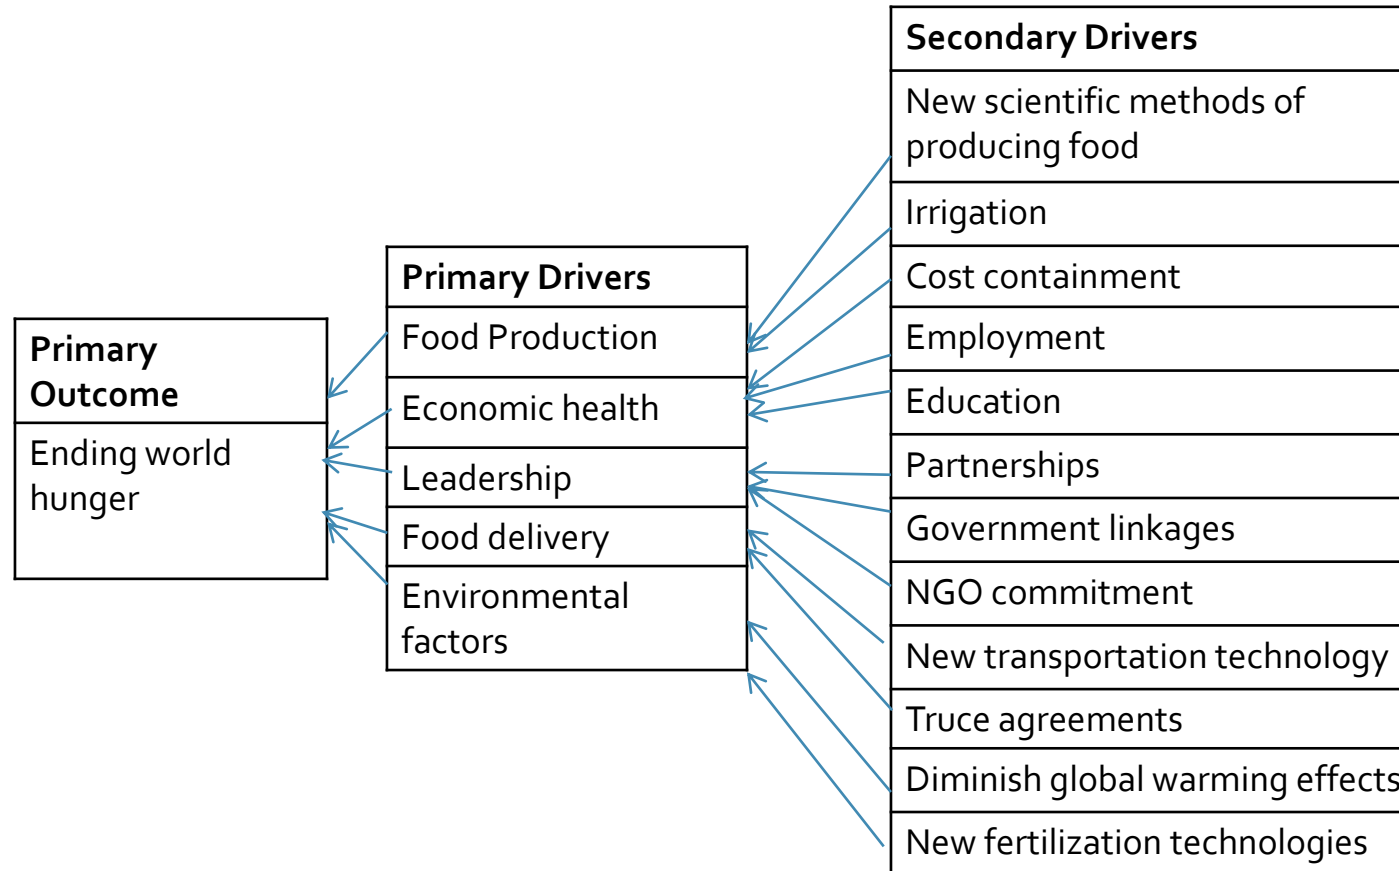 Primary
Outcome
Ending world
hunger
Primary Drivers
Food Production
Economic health
Leadership
Food delivery
Environmental
factors
Secondary Drivers
New scientific methods of
producing food
Irrigation
Cost containment
Employment
Education
Partnerships
Government linkages
NGO commitment
New transportation technology
Truce agreements
Diminish global warming effects
New fertilization technologies